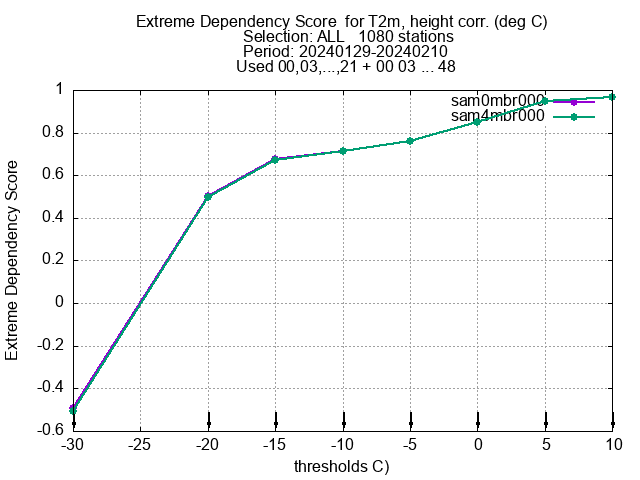 Extreme Dependency Score  for T2m, height corr. (deg C)
Selection: ALL   1080 stations
Period: 20240129-20240210
Used 00,03,...,21 + 00 03 ... 48
sam0mbr000
sam4mbr000
Extreme Dependency Score
1
0.8
0.6
0.4
0.2
0
-0.2
-0.4
-0.6
-30 -25 -20 -15 -10 -5 0 5 10
thresholds C)